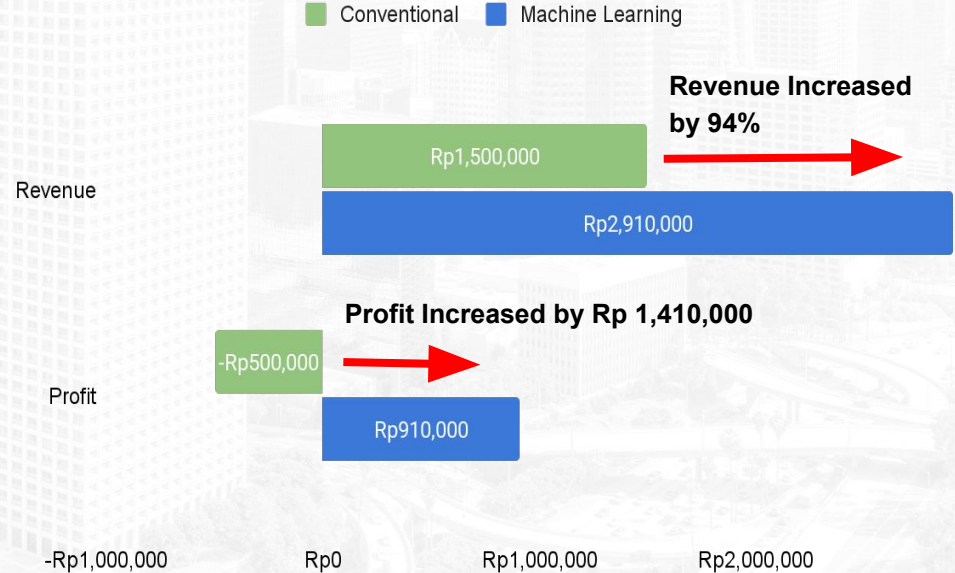 Conventional Machine Learning
Revenue Increased
by 94%
Rp1,500,000
Revenue
Rp2,910,000
Profit Increased by Rp 1,410,000
-Rp500,000
Profit
Rp910,000
-Rp1,000,000 Rp0 Rp1,000,000 Rp2,000,000